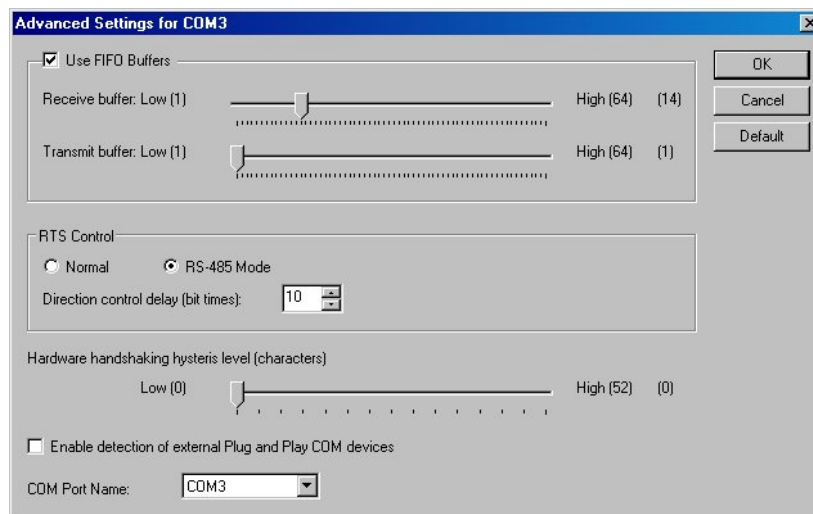 Advanced Settings for COM3
Use FIFO Buffers
OK
Receive buffer: Low (1) High (64) (14)
Cancel
Default
Transmit buffer: Low (1) High (64) (1)
RTS Control
Normal RS-485 Mode
Direction control delay (bit times): 10
Hardware handshaking hysteris level (characters)
Low (0) High (52) (0)
Enable detection of external Plug and Play COM devices
COM Port Name: COM3